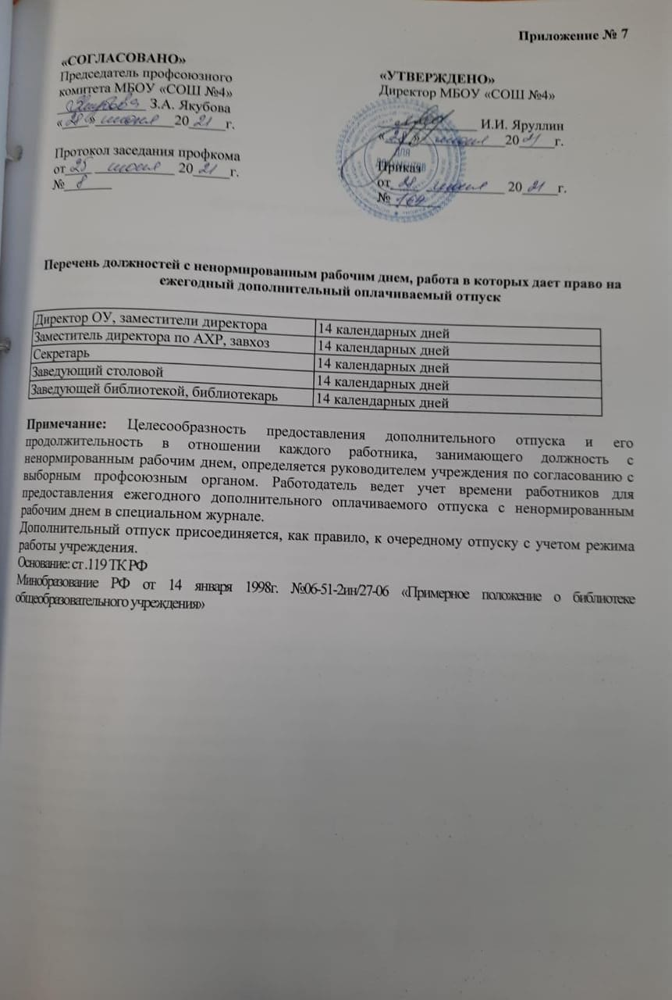 Приложение № 7
«СОГЛАСОВАНО»
Председатель профсоюзного
комитета МБОУ «СОШ №4»
З.А. Якубова
«28» июня 2021г.
Протокол заседания профкома
от 25 июня 2021г.
№ 8
«УТВЕРЖДЕНО»
Директор МБОУ «СОШ №4»
И.И. Яруллин
«28» июня 2021г.
Приказ
от 28 июня 2021г.
№ 164
ДЛЯ
Перечень должностей с ненормированным рабочим днем, работа в которых дает право на
ежегодный дополнительный оплачиваемый отпуск
Директор ОУ, заместители директора 14 календарных дней
Заместитель директора по АХР, завхоз 14 календарных дней
Секретарь 14 календарных дней
Заведующий столовой 14 календарных дней
Заведующей библиотекой, библиотекарь 14 календарных дней
Примечание: Целесообразность предоставления дополнительного отпуска и его
продолжительность в отношении каждого работника, занимающего должность с
ненормированным рабочим днем, определяется руководителем учреждения по согласованию с
выборным профсоюзным органом. Работодатель ведет учет времени работников для
предоставления ежегодного дополнительного оплачиваемого отпуска с ненормированным
рабочим днем в специальном журнале.
Дополнительный отпуск присоединяется, как правило, к очередному отпуску с учетом режима
работы учреждения.
Основание: ст.119 ТК РФ
Минобразование РФ от 14 января 1998г. №06-51-2ин/27-06 «Примерное положение о библиотеке
общеобразовательного учреждения»